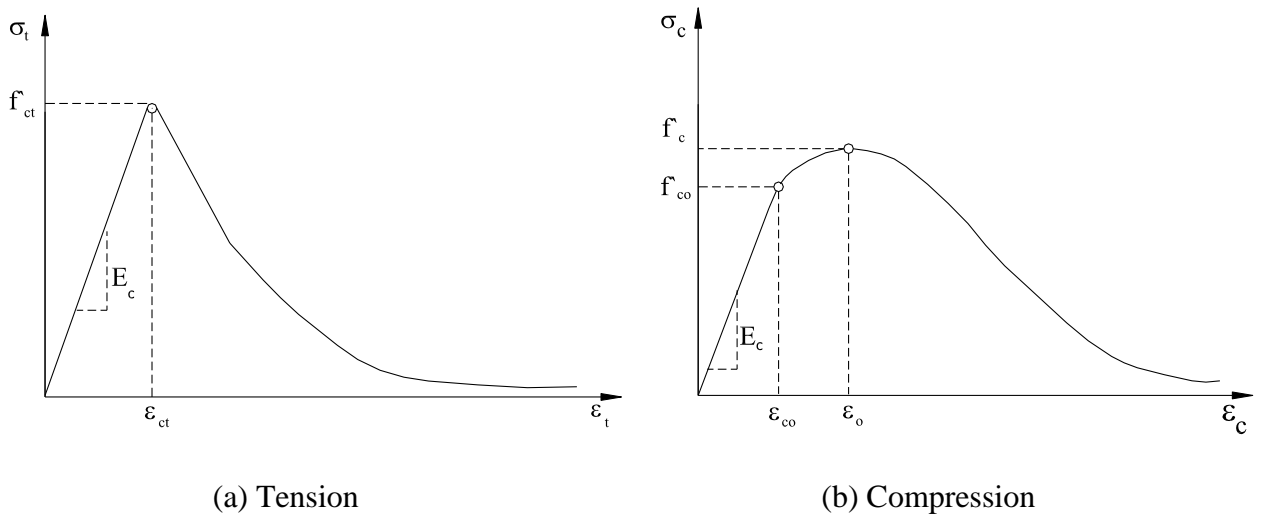 σt
f'ct
Ec
εct
εt
(a) Tension
σc
f'c
f'co
Ec
εco
εo
εc
(b) Compression